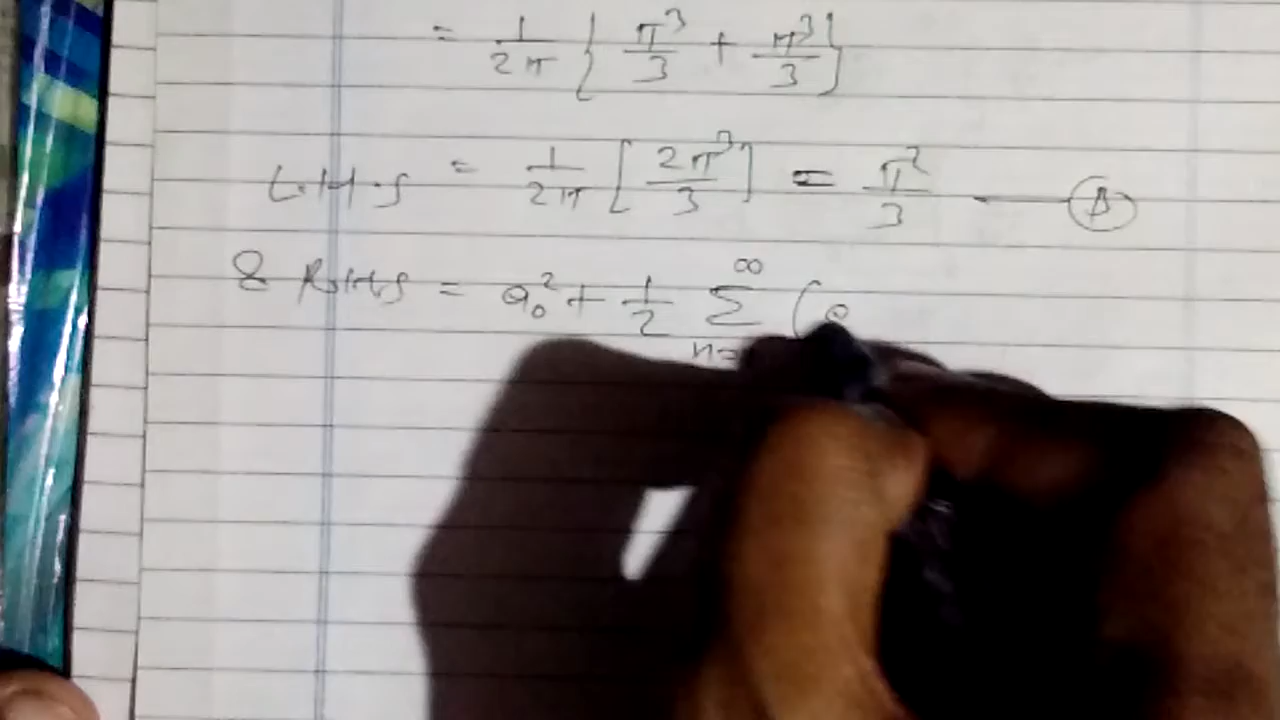 = 1/2π { π³/3 + π³/3 }
L.H.S = 1/2π [ 2π³/3 ] = π²/3 — (A)
& R.H.S = a₀² + 1/2 ∑ ∞ n= (a